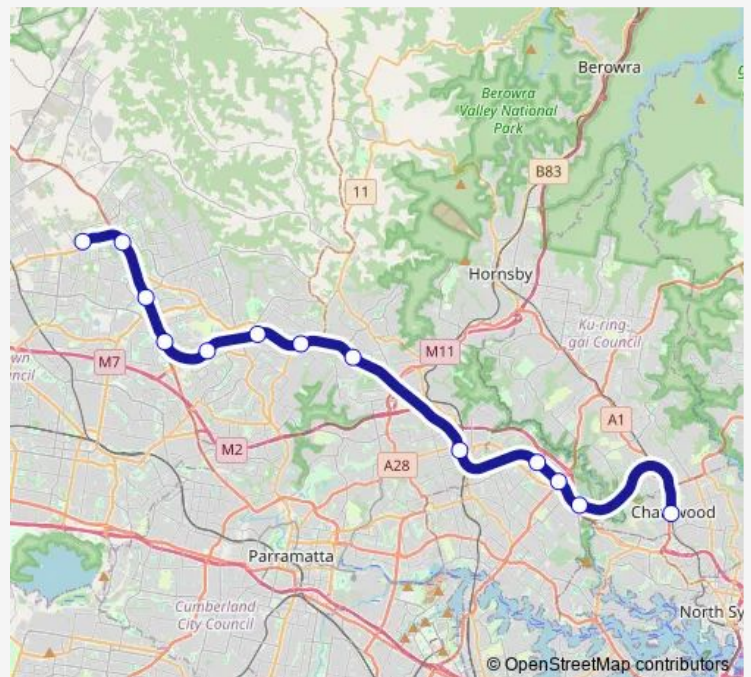 Berowra
Berowra
Valley National
Park
B83
11
Hornsby
Ku-ring-
gai Council
M11
M7
A1
M2
A28
Parramatta
Cumberland
City Council
North Sy
© OpenStreetMap contributors